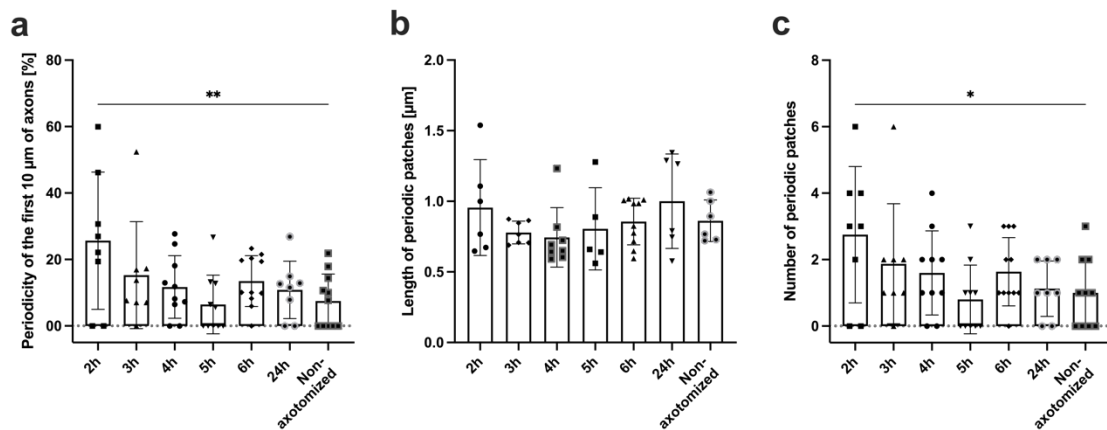 a
Periodicity of the first 10 µm of axons [%]
80
60
40
20
00
**
2h
3h
4h
5h
6h
24h
Non-
axotomized
b
Length of periodic patches [µm]
2.0
1.5
1.0
0.5
0.0
2h
3h
4h
5h
6h
24h
Non-
axotomized
c
Number of periodic patches
8
6
4
2
0
*
2h
3h
4h
5h
6h
24h
Non-
axotomized